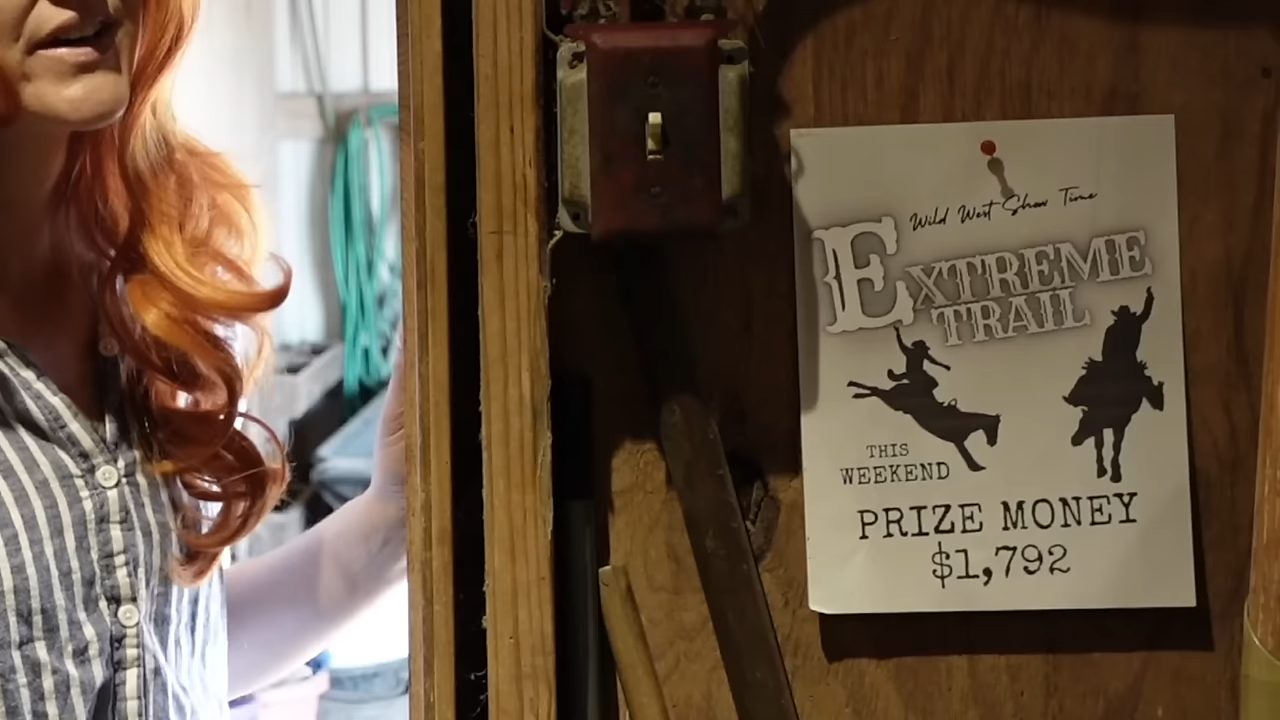 Wild West Show Time
EXTREME
TRAIL
THIS
WEEKEND
PRIZE MONEY
$1,792